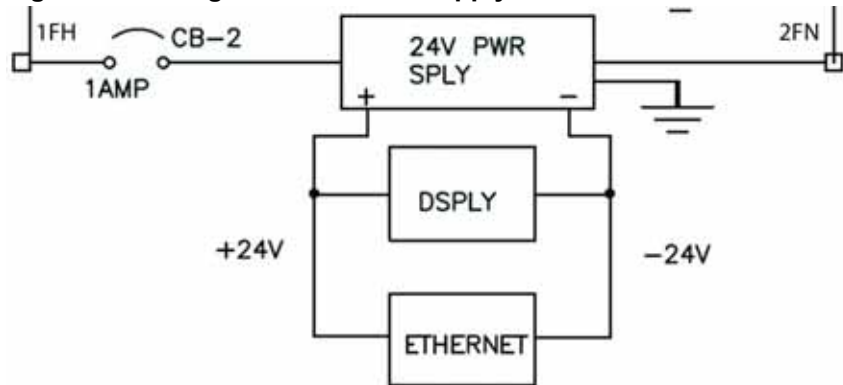 1FH
CB-2
1AMP
24V PWR
SPLY
+ -
2FN
DSPLY
+24V
-24V
ETHERNET